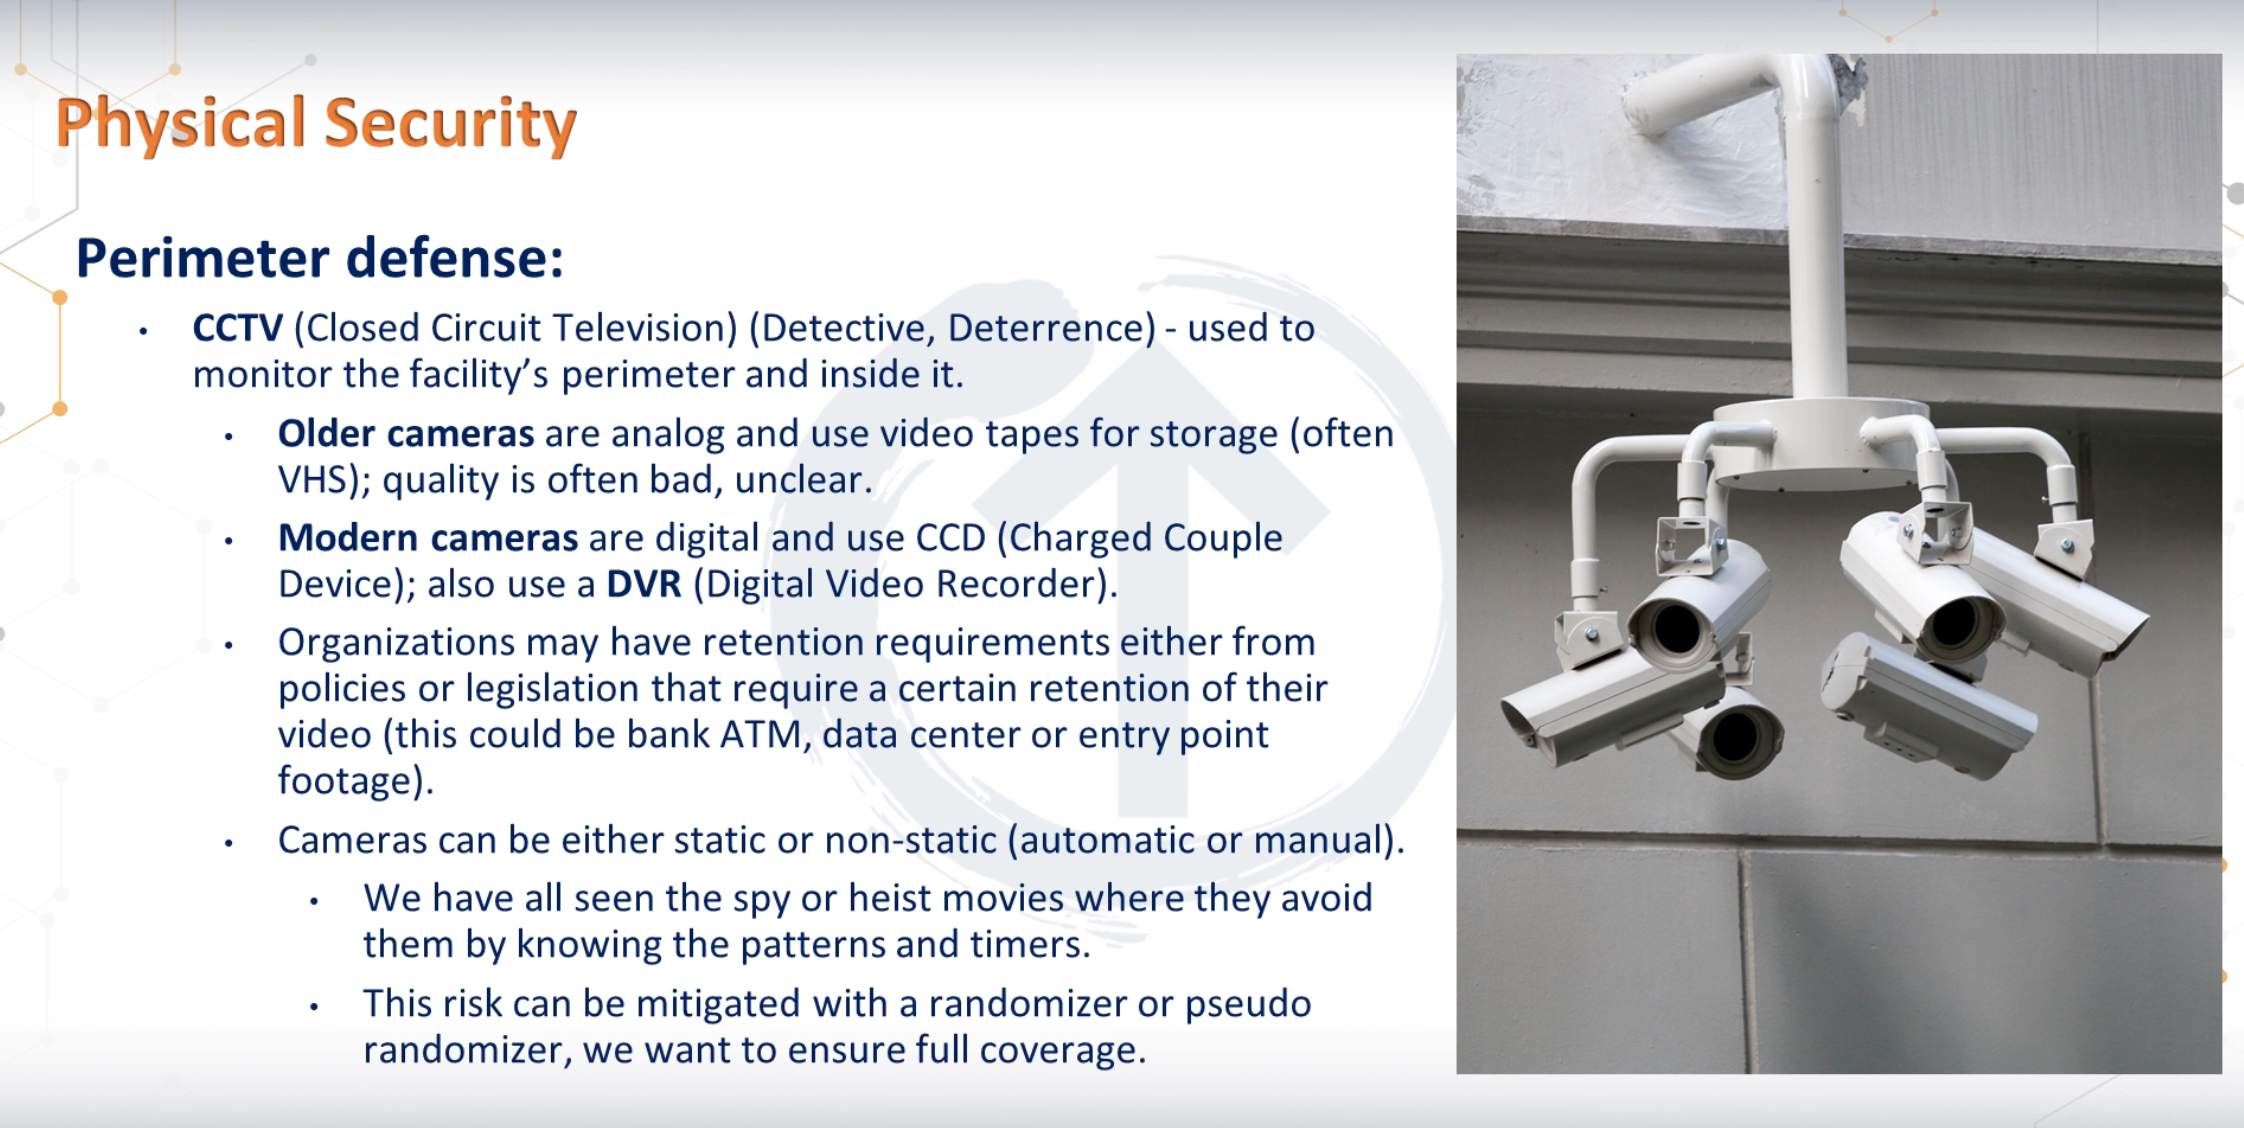 Physical Security
Perimeter defense:
• CCTV (Closed Circuit Television) (Detective, Deterrence) - used to
monitor the facility’s perimeter and inside it.
• Older cameras are analog and use video tapes for storage (often
VHS); quality is often bad, unclear.
• Modern cameras are digital and use CCD (Charged Couple
Device); also use a DVR (Digital Video Recorder).
• Organizations may have retention requirements either from
policies or legislation that require a certain retention of their
video (this could be bank ATM, data center or entry point
footage).
• Cameras can be either static or non-static (automatic or manual).
• We have all seen the spy or heist movies where they avoid
them by knowing the patterns and timers.
• This risk can be mitigated with a randomizer or pseudo
randomizer, we want to ensure full coverage.